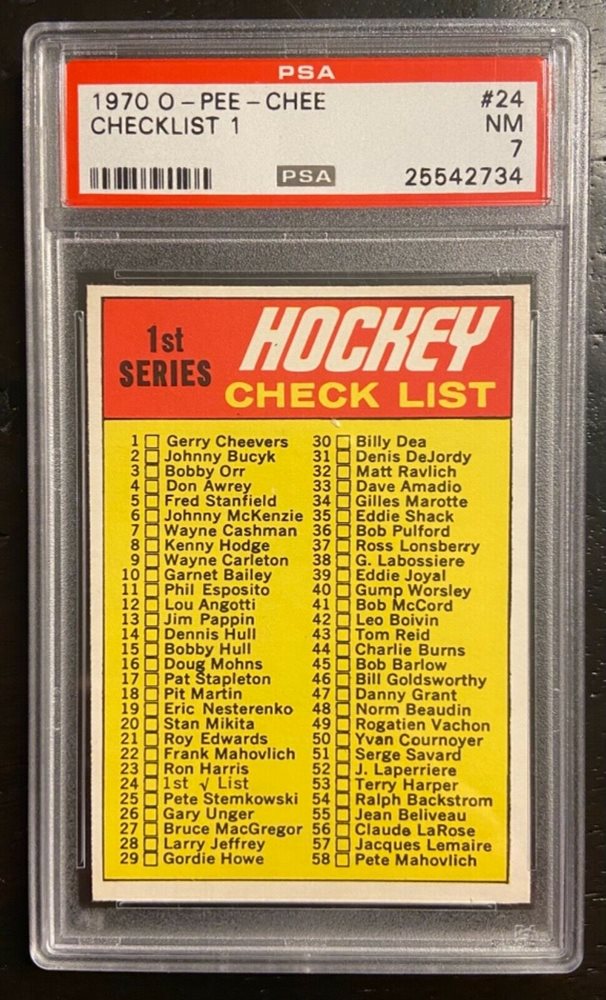 PSA
1970 O-PEE-CHEE #24
CHECKLIST 1 NM
7
PSA 25542734
1st SERIES
HOCKEY
CHECK LIST
1 Gerry Cheevers
2 Johnny Bucyk
3 Bobby Orr
4 Don Awrey
5 Fred Stanfield
6 Johnny McKenzie
7 Wayne Cashman
8 Kenny Hodge
9 Wayne Carleton
10 Garnet Bailey
11 Phil Esposito
12 Lou Angotti
13 Jim Pappin
14 Dennis Hull
15 Bobby Hull
16 Doug Mohns
17 Pat Stapleton
18 Pit Martin
19 Eric Nesterenko
20 Stan Mikita
21 Roy Edwards
22 Frank Mahovlich
23 Ron Harris
24 1st √ List
25 Pete Stemkowski
26 Gary Unger
27 Bruce MacGregor
28 Larry Jeffrey
29 Gordie Howe
30 Billy Dea
31 Denis DeJordy
32 Matt Ravlich
33 Dave Amadio
34 Gilles Marotte
35 Eddie Shack
36 Bob Pulford
37 Ross Lonsberry
38 G. Labossiere
39 Eddie Joyal
40 Gump Worsley
41 Bob McCord
42 Leo Boivin
43 Tom Reid
44 Charlie Burns
45 Bob Barlow
46 Bill Goldsworthy
47 Danny Grant
48 Norm Beaudin
49 Rogatien Vachon
50 Yvan Cournoyer
51 Serge Savard
52 J. Laperriere
53 Terry Harper
54 Ralph Backstrom
55 Jean Beliveau
56 Claude LaRose
57 Jacques Lemaire
58 Pete Mahovlich